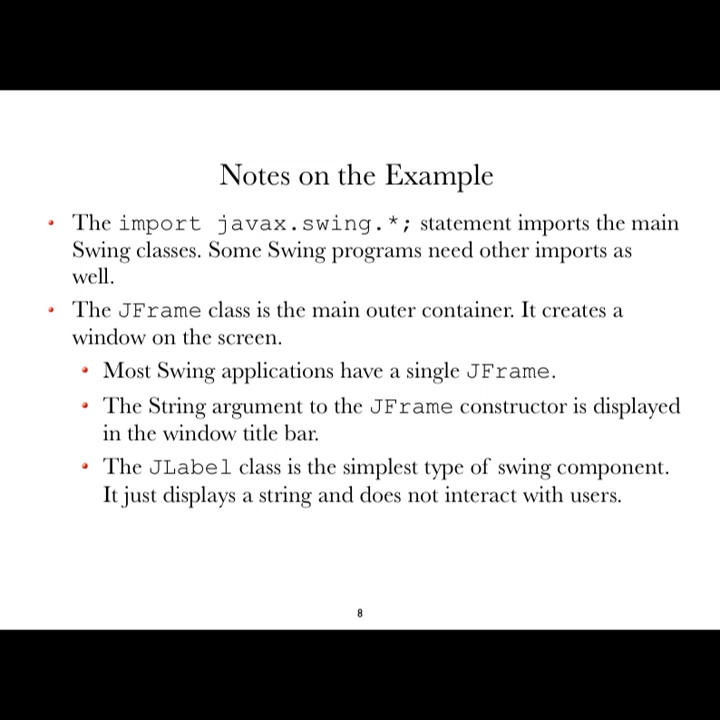 Notes on the Example
• The import javax.swing.*; statement imports the main
Swing classes. Some Swing programs need other imports as
well.
• The JFrame class is the main outer container. It creates a
window on the screen.
• Most Swing applications have a single JFrame.
• The String argument to the JFrame constructor is displayed
in the window title bar.
• The JLabel class is the simplest type of swing component.
It just displays a string and does not interact with users.
8